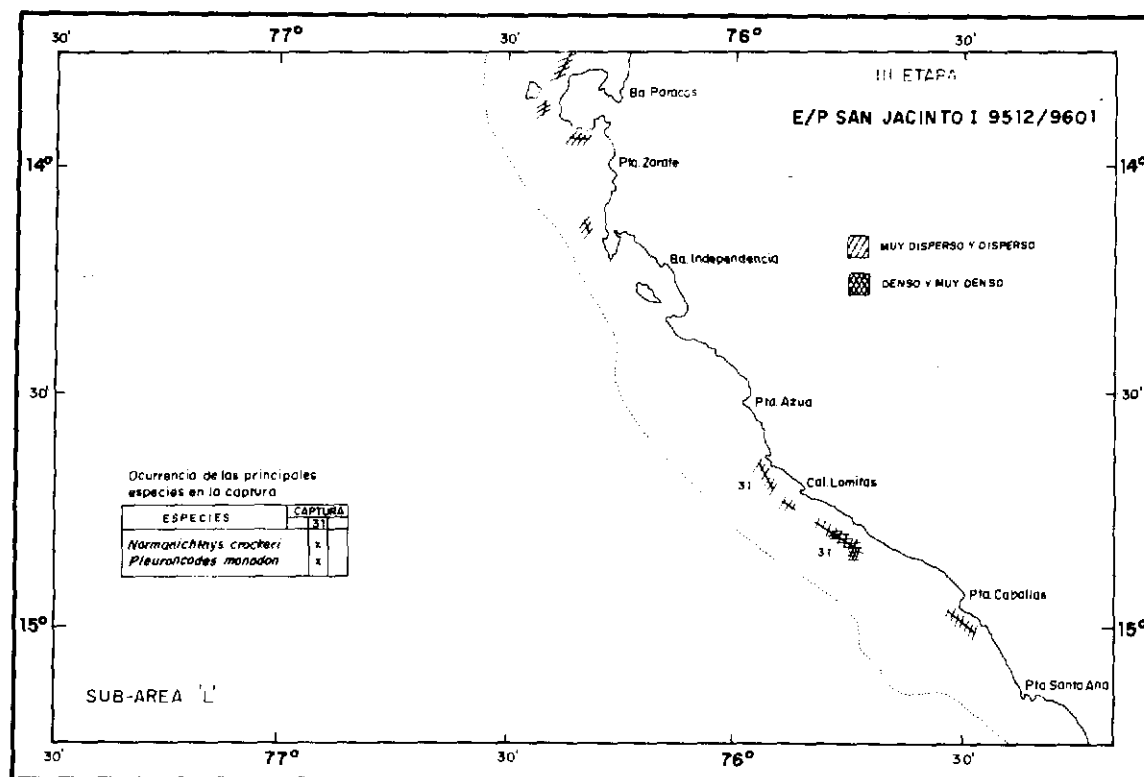 30' 77° 30' 76° 30'
III ETAPA
E/P SAN JACINTO I 9512/9601
Ba. Paracas
14° Pta. Zarate 14°
MUY DISPERSO Y DISPERSO
Ba. Independencia
DENSO Y MUY DENSO
30' Pta. Azua 30'
Ocurrencia de las principales
especies en la captura
ESPECIES CAPTURA
31
Normanichthys crockeri x
Pleuroncodes monodon x
31 Cal. Lomitas
31
Pta. Caballas
15° 15°
Pta Santa Ana
SUB-AREA 'L'
30' 77° 30' 76° 30'